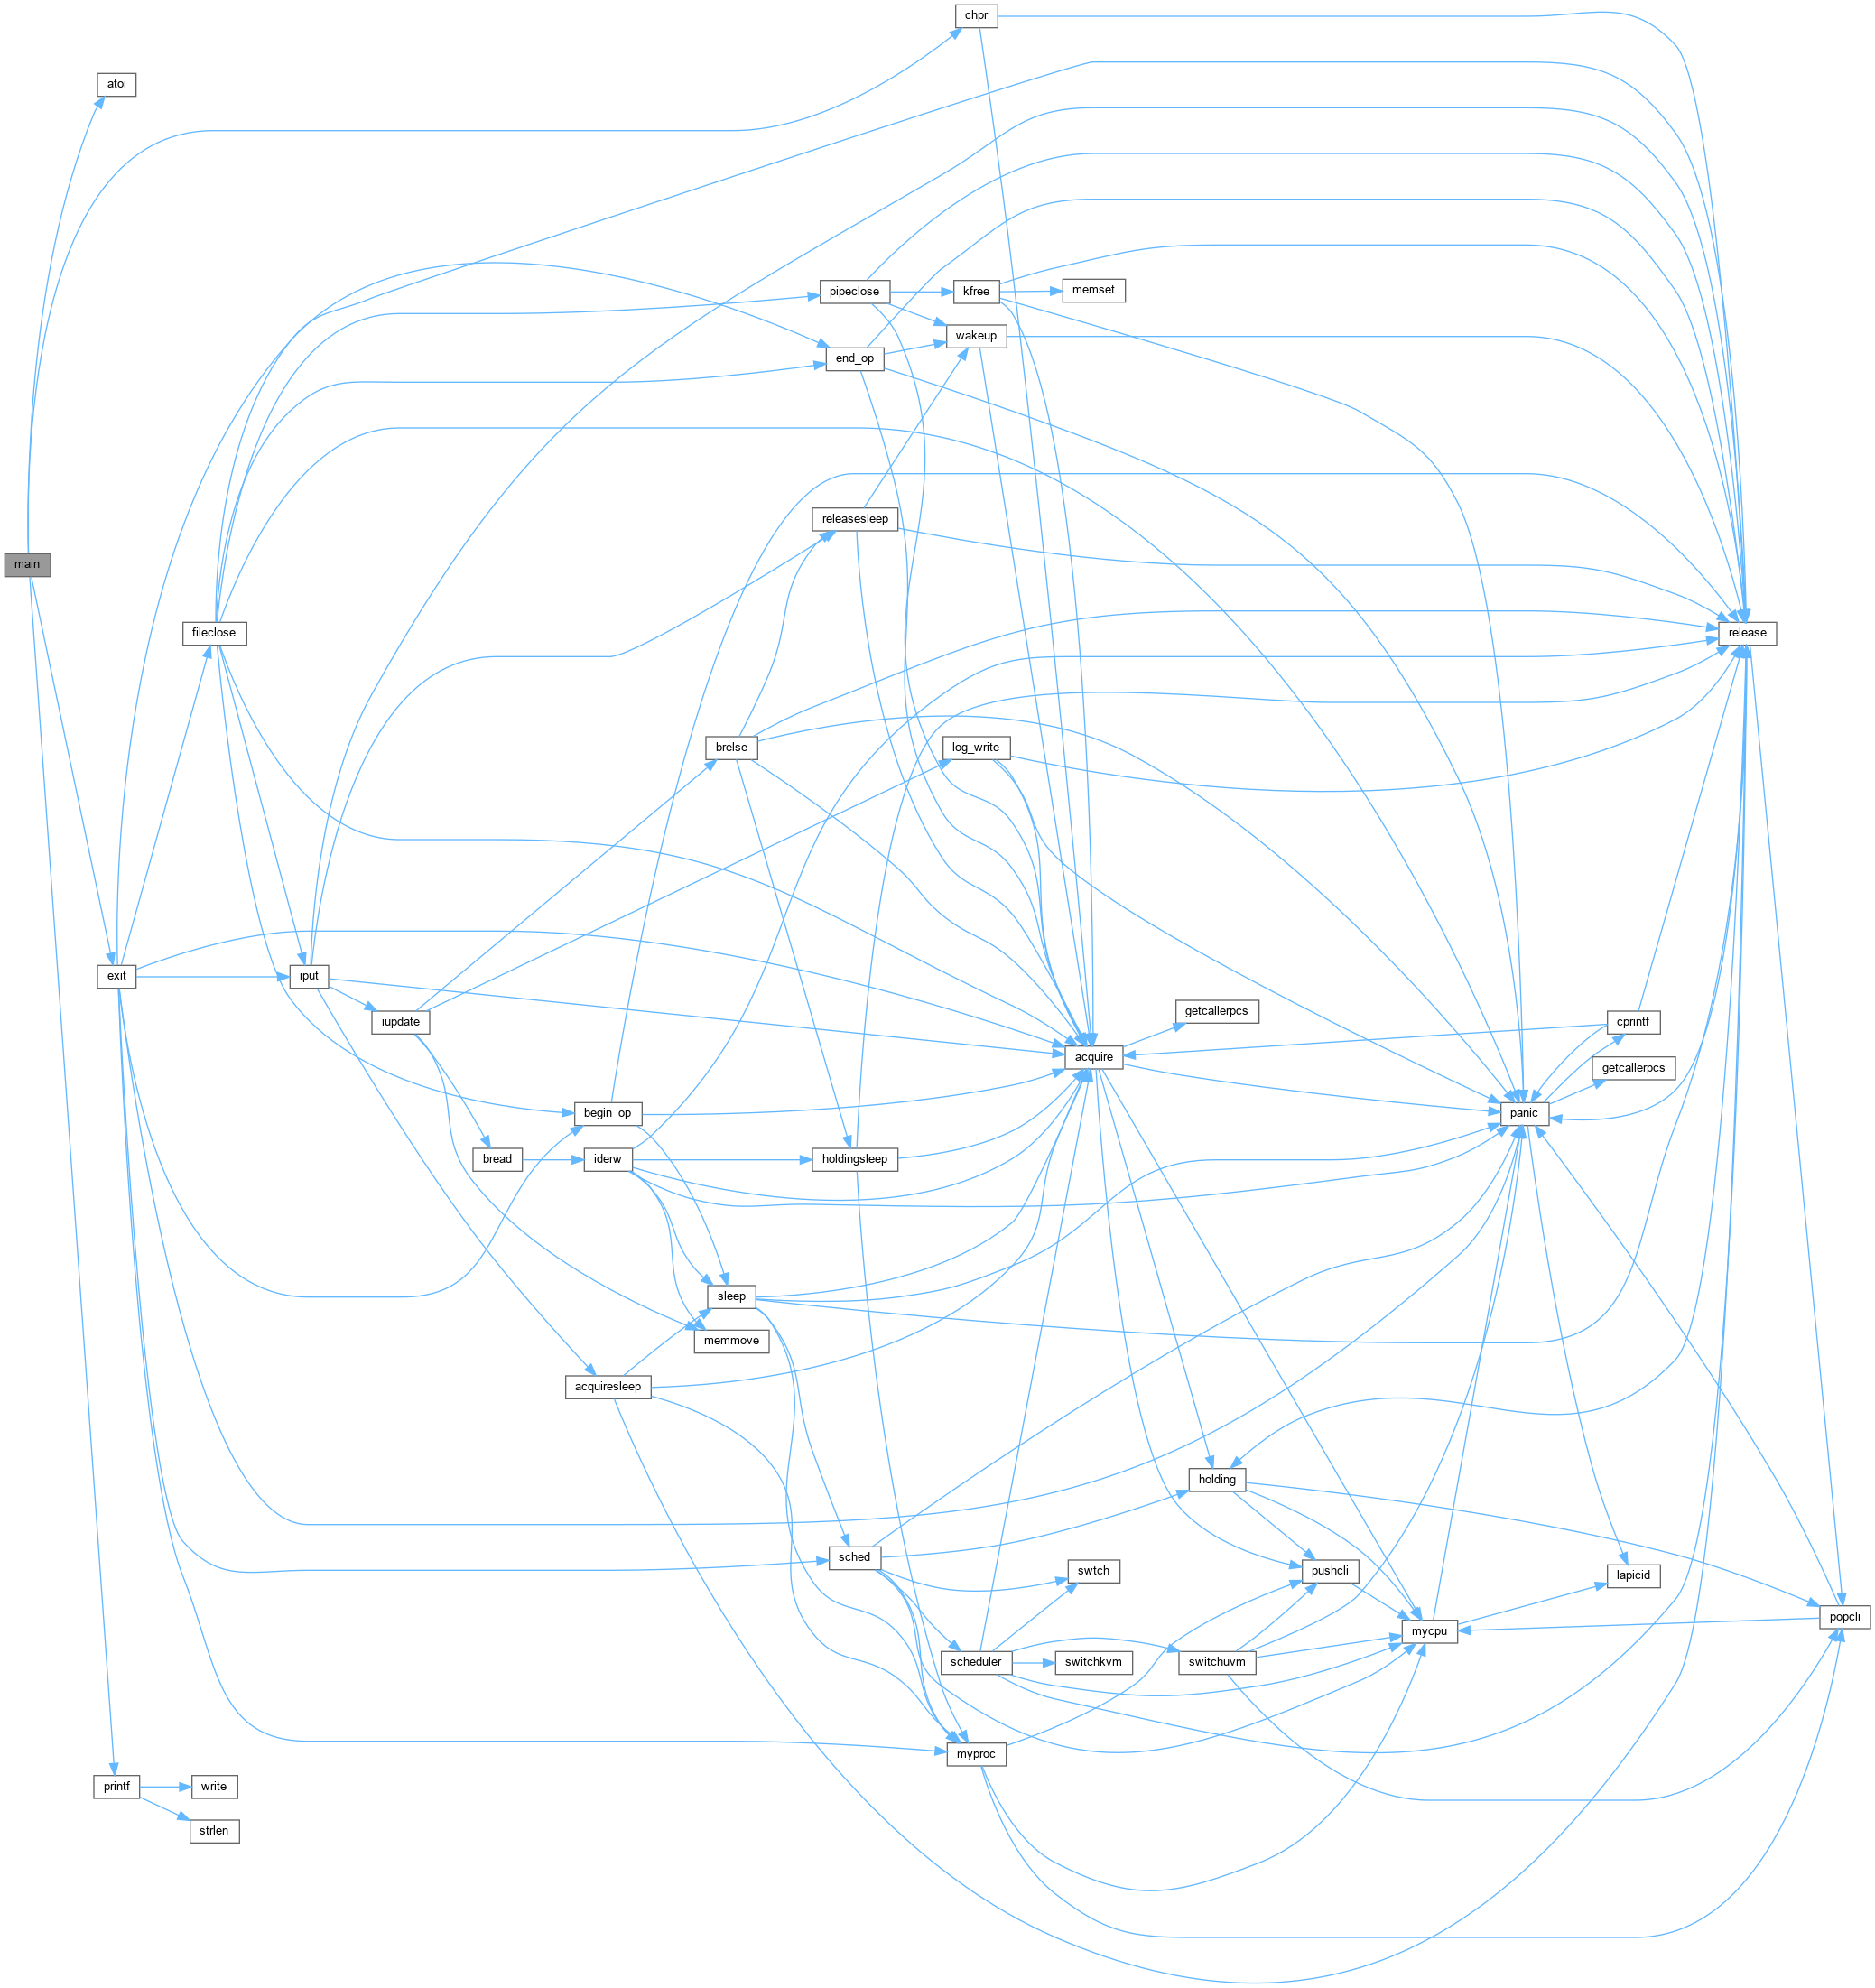 chpr
atoi
pipeclose
kfree
memset
wakeup
end_op
releasesleep
main
fileclose
release
brelse
log_write
exit
iput
getcallerpcs
iupdate
cprintf
acquire
getcallerpcs
begin_op
panic
bread
iderw
holdingsleep
sleep
memmove
acquiresleep
holding
sched
swtch
pushcli
lapicid
popcli
mycpu
scheduler
switchkvm
switchuvm
myproc
printf
write
strlen